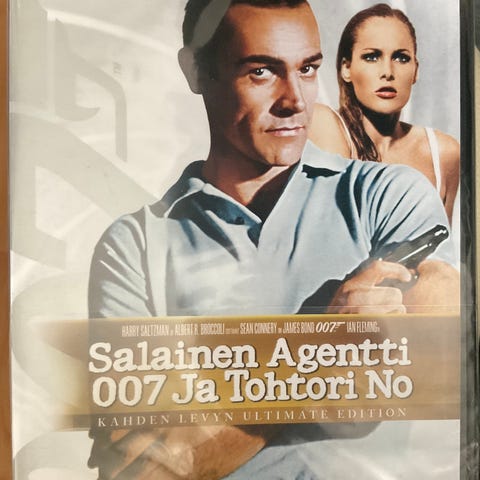 HARRY SALTZMAN JA ALBERT R. BROCCOLI ESITTÄVÄT SEAN CONNERY ON JAMES BOND 007 IAN FLEMINGIN
Salainen Agentti
007 Ja Tohtori No
KAHDEN LEVYN ULTIMATE EDITION
007